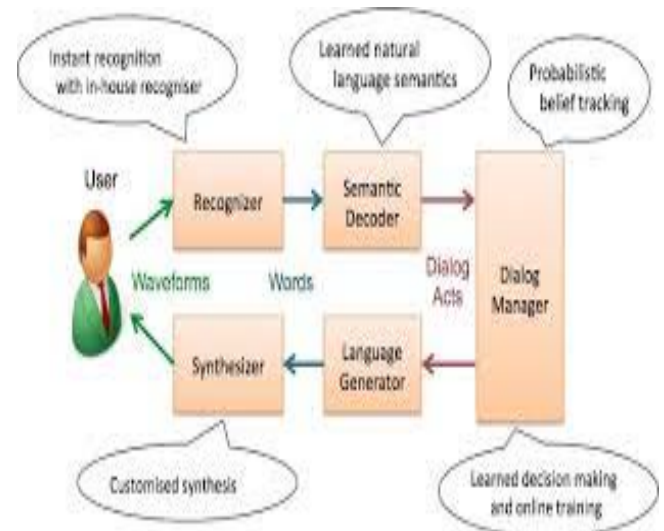 Instant recognition
with in-house recogniser
Learned natural
language semantics
Probabilistic
belief tracking
User
Recognizer
Semantic
Decoder
Dialog
Manager
Waveforms
Words
Dialog
Acts
Synthesizer
Language
Generator
Customised synthesis
Learned decision making
and online training